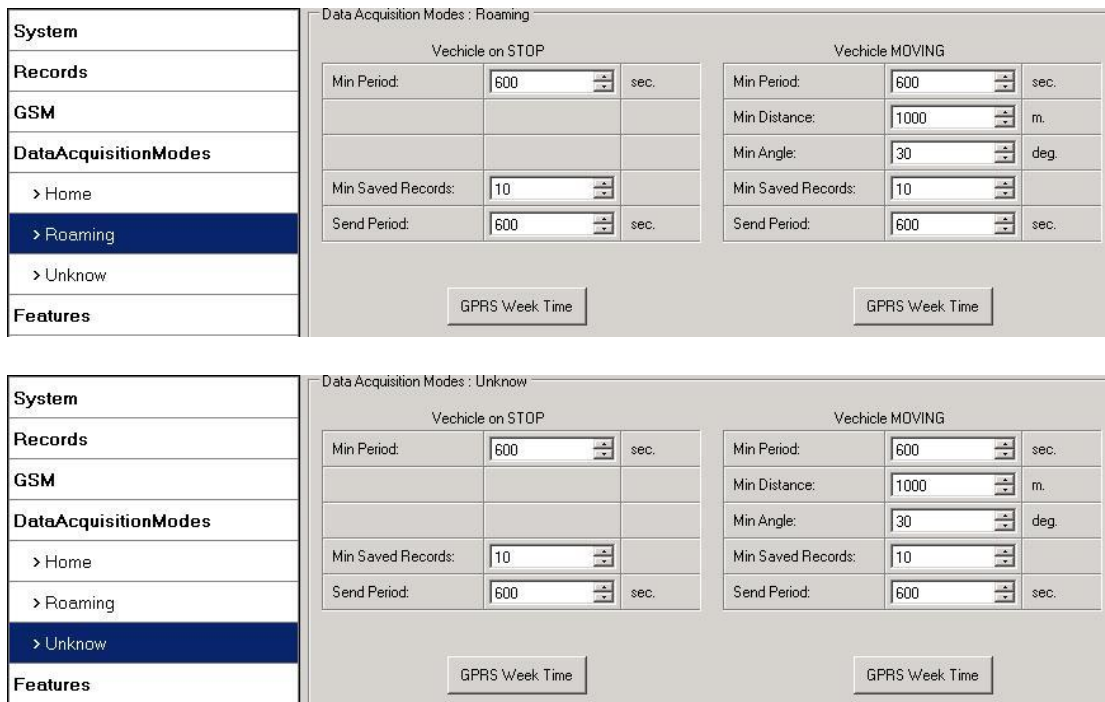 System
Records
GSM
DataAcquisitionModes
> Home
> Roaming
> Unknow
Features
Data Acquisition Modes : Roaming
Vechicle on STOP
Min Period: 600 sec.
Min Saved Records: 10
Send Period: 600 sec.
GPRS Week Time
Vechicle MOVING
Min Period: 600 sec.
Min Distance: 1000 m.
Min Angle: 30 deg.
Min Saved Records: 10
Send Period: 600 sec.
GPRS Week Time
System
Records
GSM
DataAcquisitionModes
> Home
> Roaming
> Unknow
Features
Data Acquisition Modes : Unknow
Vechicle on STOP
Min Period: 600 sec.
Min Saved Records: 10
Send Period: 600 sec.
GPRS Week Time
Vechicle MOVING
Min Period: 600 sec.
Min Distance: 1000 m.
Min Angle: 30 deg.
Min Saved Records: 10
Send Period: 600 sec.
GPRS Week Time